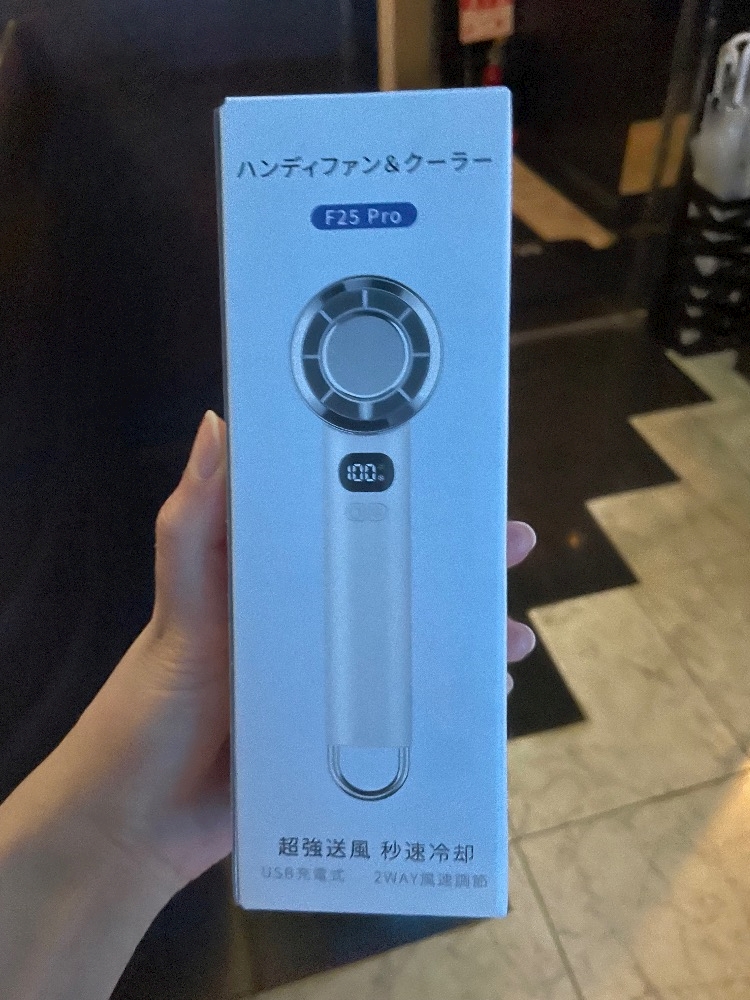 ハンディファン&クーラー
F25 Pro
100
超強送風 秒速冷却
USB充電式 2WAY風速調節